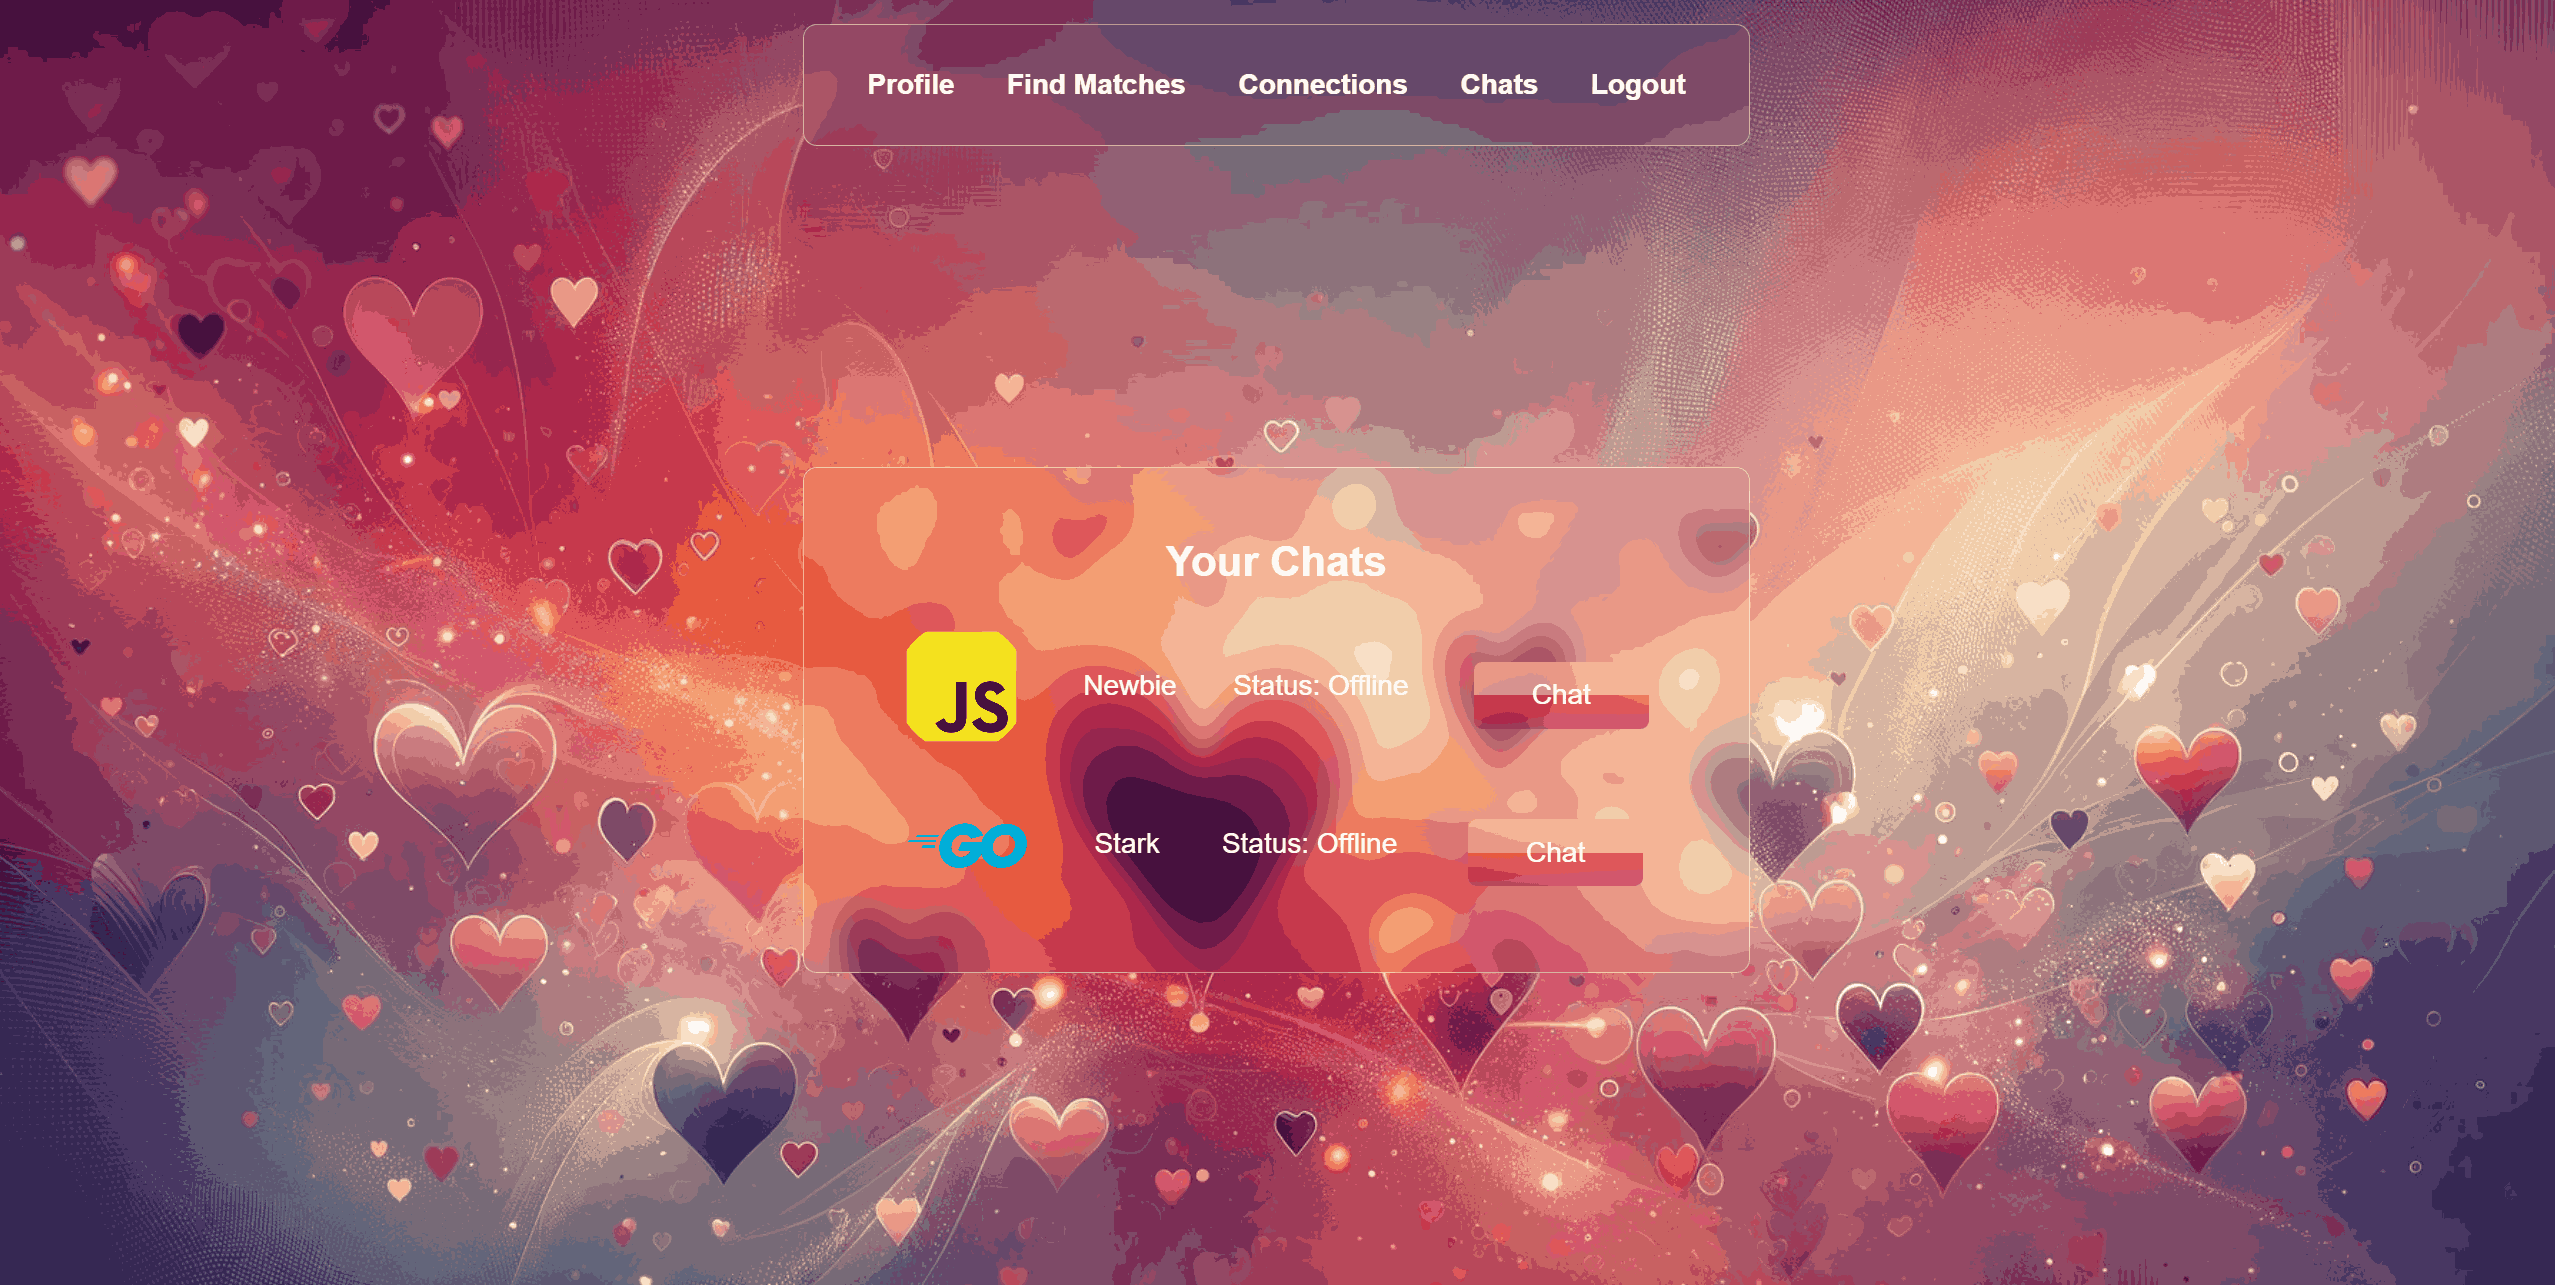 Profile Find Matches Connections Chats Logout
Your Chats
JS Newbie Status: Offline Chat
GO Stark Status: Offline Chat